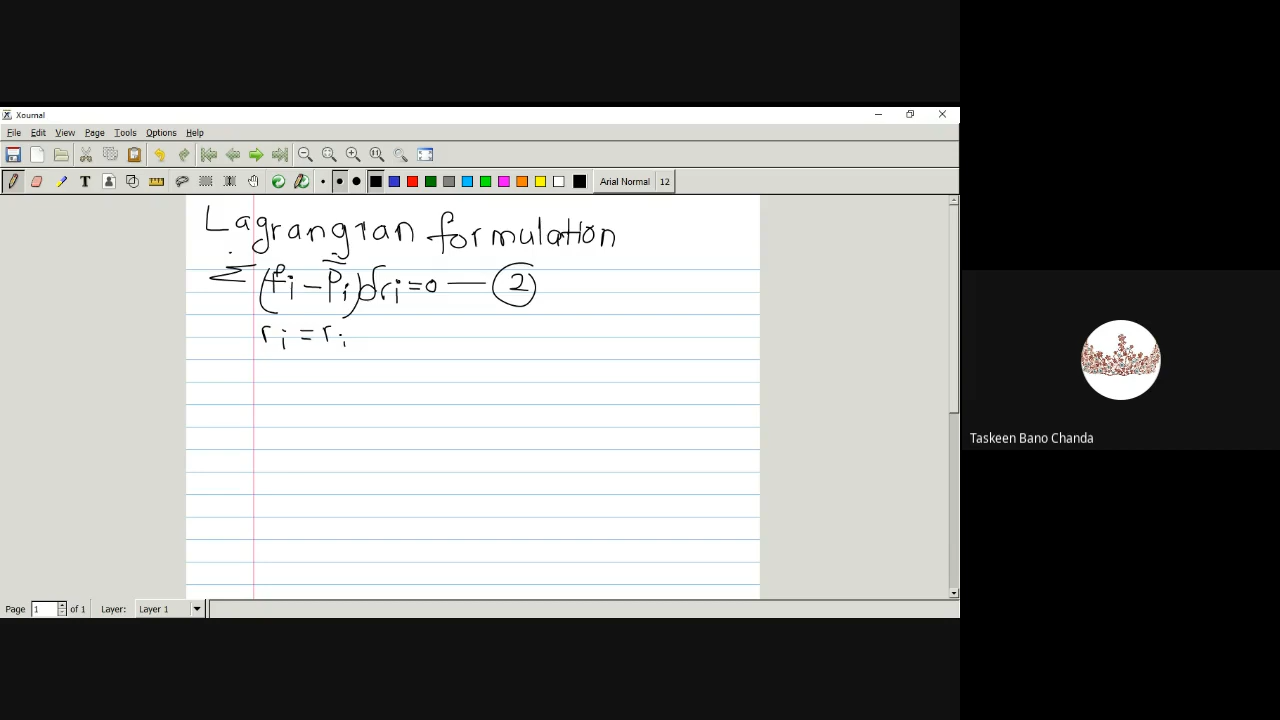 Xournal
File Edit View Page Tools Options Help
Arial Normal 12
Lagrangian formulation
Σ (Fi - Ṗi) δri = 0 — ②
ri = ri
Taskeen Bano Chanda
Page 1 of 1 Layer: Layer 1